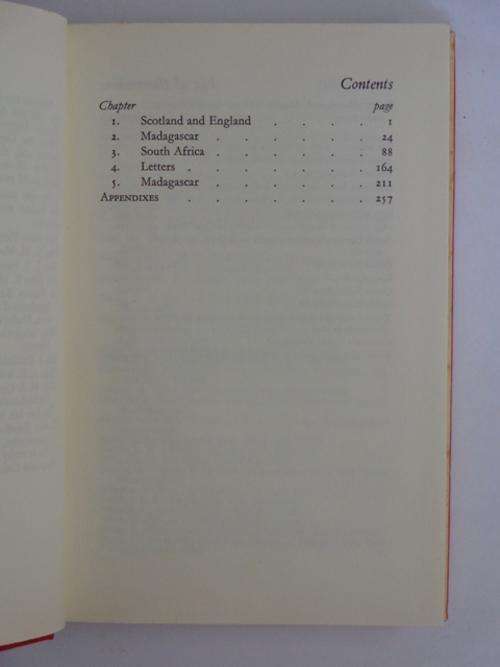 Contents
Chapter page
1. Scotland and England . . . . 1
2. Madagascar . . . . . . 24
3. South Africa . . . . . . 88
4. Letters . . . . . . . 164
5. Madagascar . . . . . . 211
APPENDIXES . . . . . . . 257